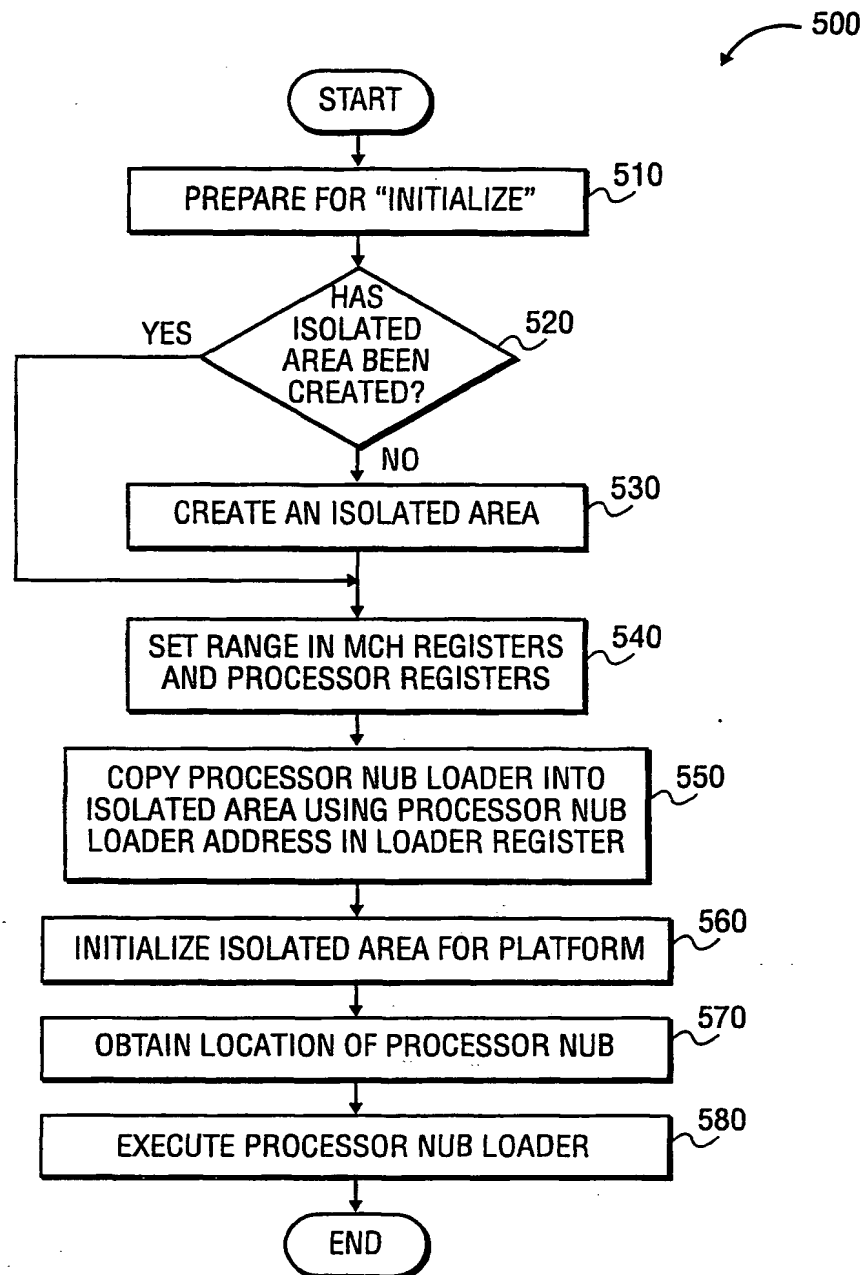 500
START
PREPARE FOR “INITIALIZE”
510
HAS
ISOLATED
AREA BEEN
CREATED?
520
YES
NO
CREATE AN ISOLATED AREA
530
SET RANGE IN MCH REGISTERS
AND PROCESSOR REGISTERS
540
COPY PROCESSOR NUB LOADER INTO
ISOLATED AREA USING PROCESSOR NUB
LOADER ADDRESS IN LOADER REGISTER
550
INITIALIZE ISOLATED AREA FOR PLATFORM
560
OBTAIN LOCATION OF PROCESSOR NUB
570
EXECUTE PROCESSOR NUB LOADER
580
END